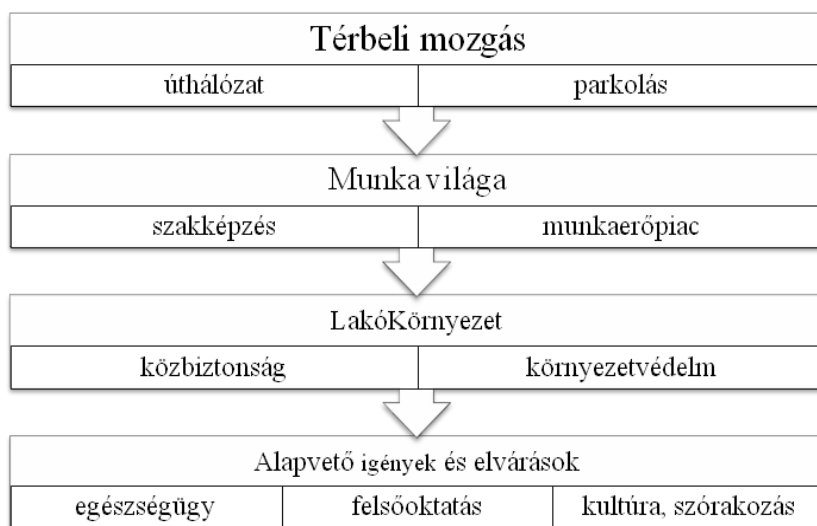 Térbeli mozgás
úthálózat parkolás
Munka világa
szakképzés munkaerőpiac
LakóKörnyezet
közbiztonság környezetvédelm
Alapvető igények és elvárások
egészségügy felsőoktatás kultúra, szórakozás